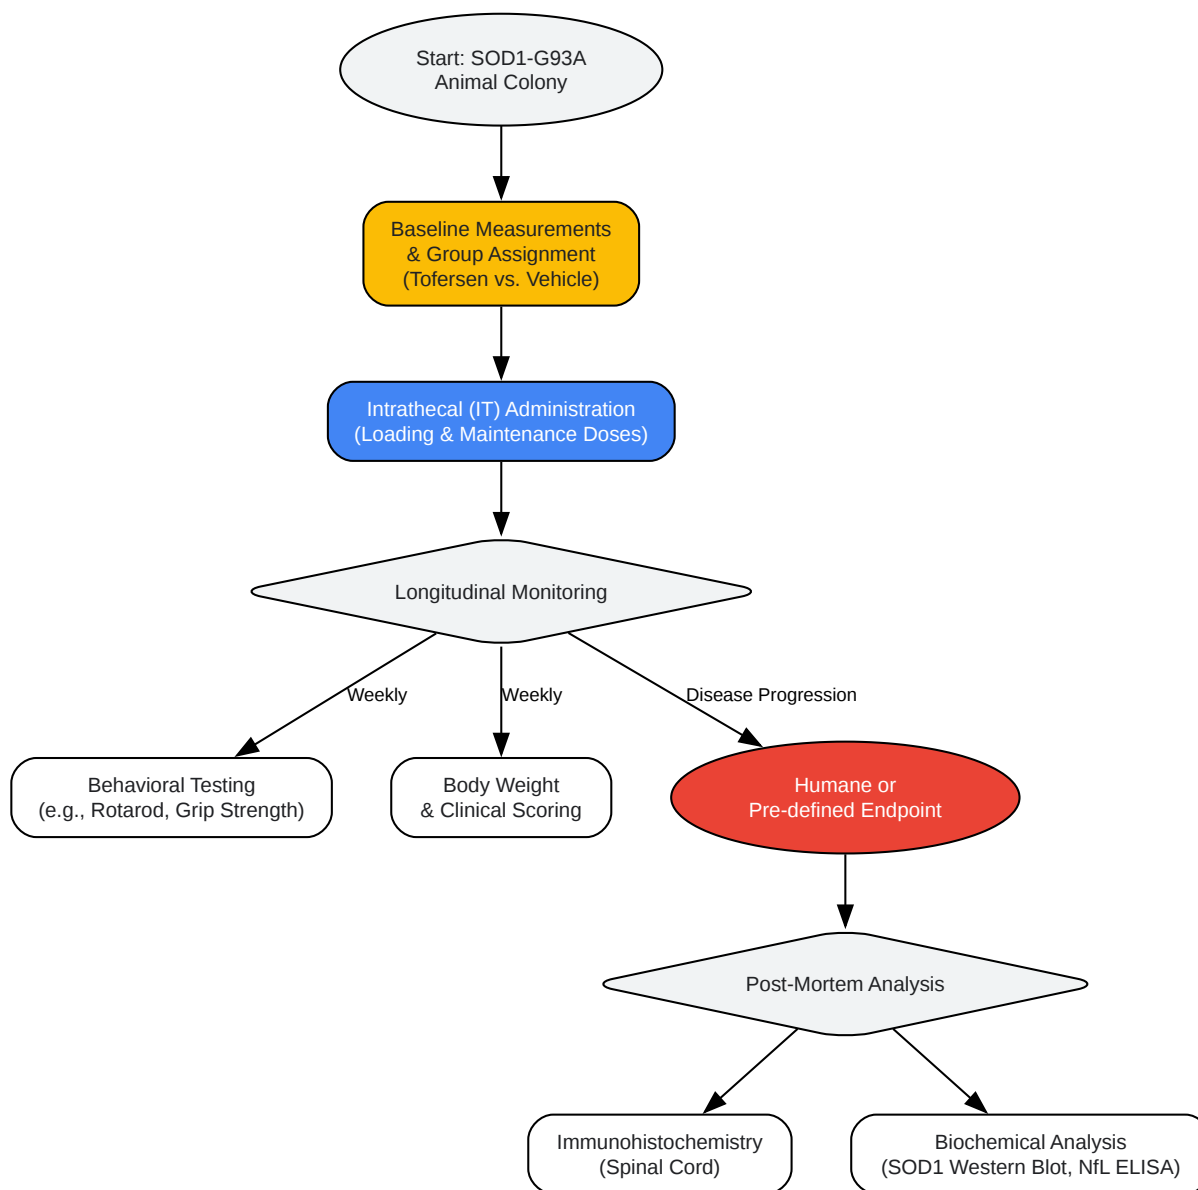 Start: SOD1-G93A
Animal Colony
Baseline Measurements
& Group Assignment
(Tofersen vs. Vehicle)
Intrathecal (IT) Administration
(Loading & Maintenance Doses)
Longitudinal Monitoring
Weekly
Weekly
Disease Progression
Behavioral Testing
(e.g., Rotarod, Grip Strength)
Body Weight
& Clinical Scoring
Humane or
Pre-defined Endpoint
Post-Mortem Analysis
Immunohistochemistry
(Spinal Cord)
Biochemical Analysis
(SOD1 Western Blot, NfL ELISA)